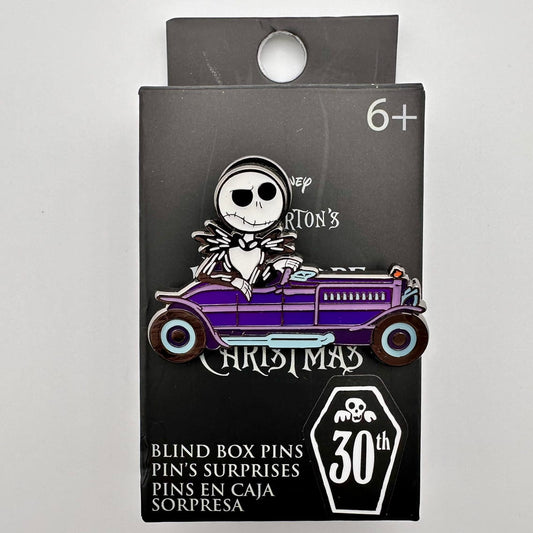 6+
CHRISTMAS
BLIND BOX PINS
PIN'S SURPRISES
PINS EN CAJA
SORPRESA
30th